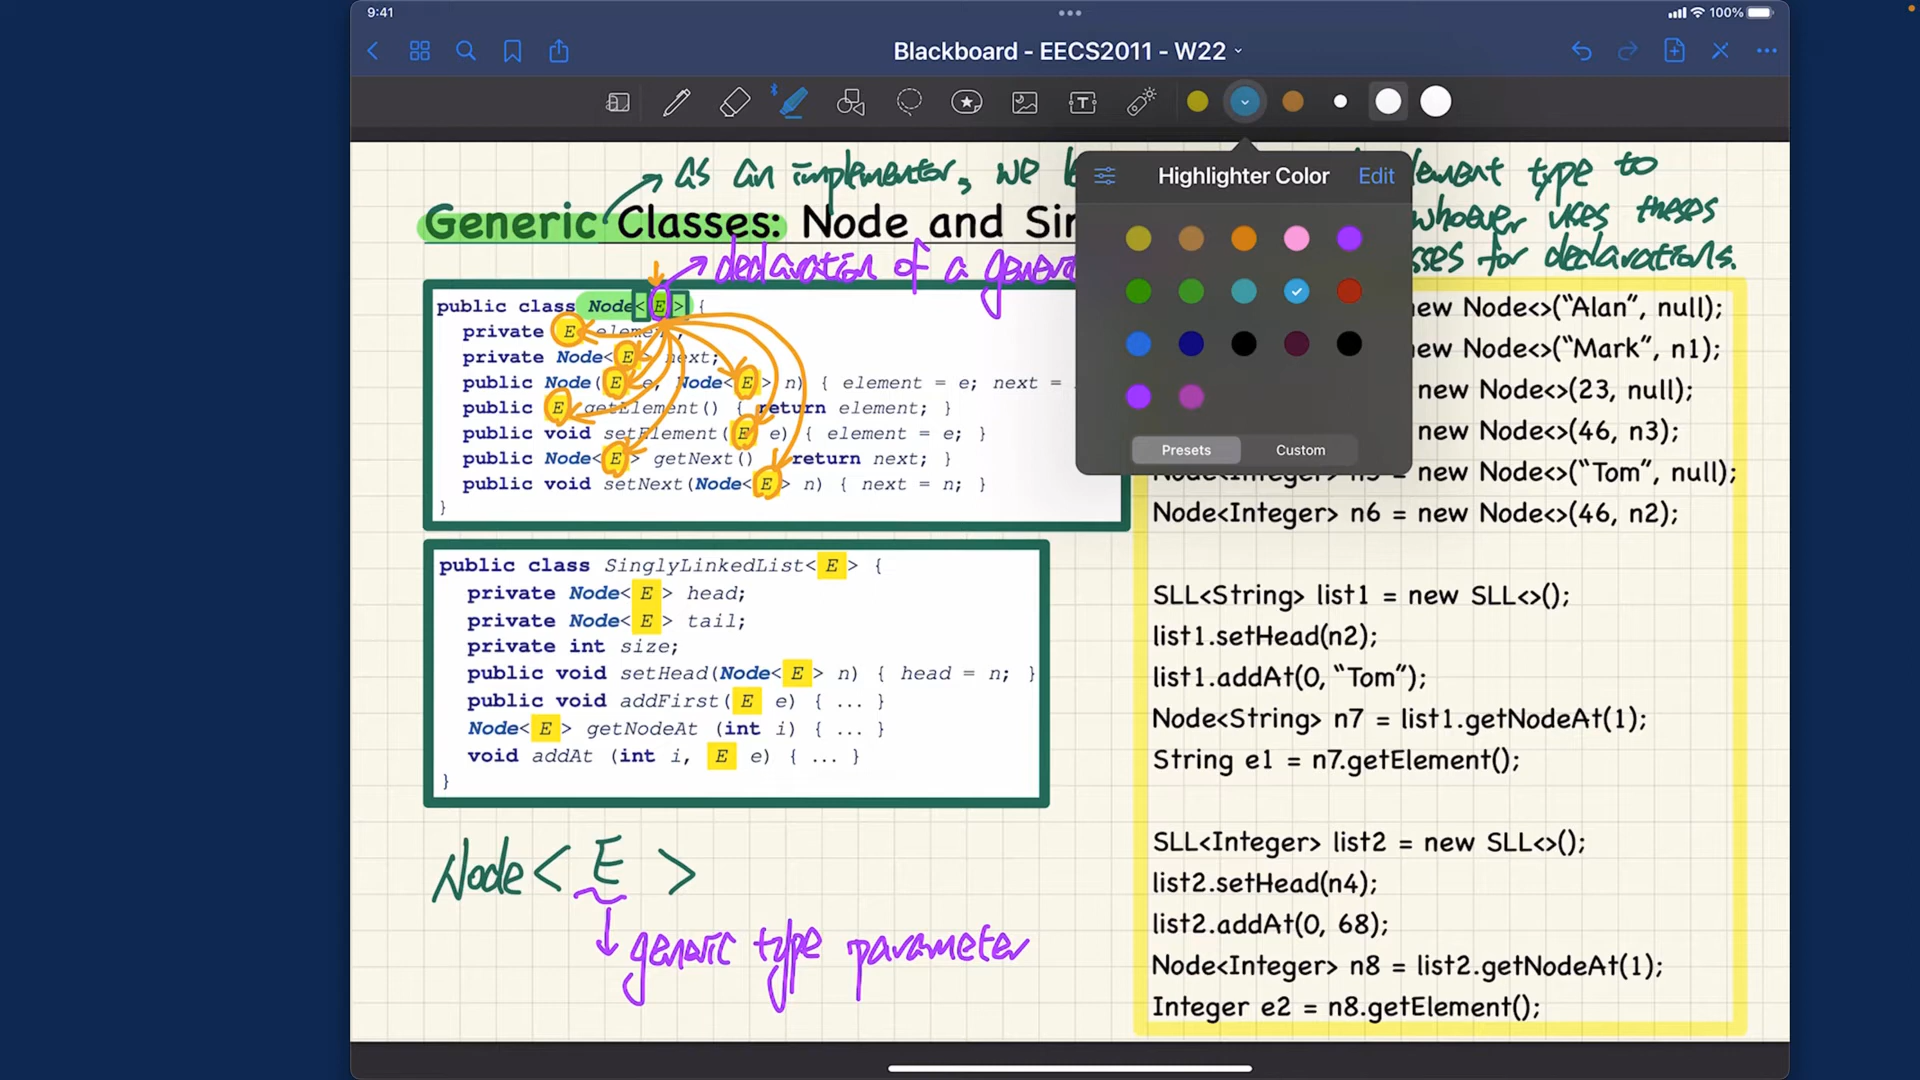 9:41
100%
Blackboard - EECS2011 - W22
as an implementor, we
element type to
Generic Classes: Node and
whoever uses theses
for declarations.
declaration of a
Highlighter Color
Edit
Presets
Custom
public class Node<E> {
private E element;
private Node<E> next;
public Node(E e, Node<E> n) { element = e; next =
public E getElement() { return element; }
public void setElement(E e) { element = e; }
public Node<E> getNext() return next; }
public void setNext(Node<E> n) { next = n; }
}
public class SinglyLinkedList<E> {
private Node<E> head;
private Node<E> tail;
private int size;
public void setHead(Node<E> n) { head = n; }
public void addFirst(E e) { ... }
Node<E> getNodeAt (int i) { ... }
void addAt (int i, E e) { ... }
}
Node< E >
generic type parameter
new Node<>("Alan", null);
new Node<>("Mark", n1);
new Node<>(23, null);
new Node<>(46, n3);
new Node<>("Tom", null);
Node<Integer> n6 = new Node<>(46, n2);
SLL<String> list1 = new SLL<>();
list1.setHead(n2);
list1.addAt(0, "Tom");
Node<String> n7 = list1.getNodeAt(1);
String e1 = n7.getElement();
SLL<Integer> list2 = new SLL<>();
list2.setHead(n4);
list2.addAt(0, 68);
Node<Integer> n8 = list2.getNodeAt(1);
Integer e2 = n8.getElement();